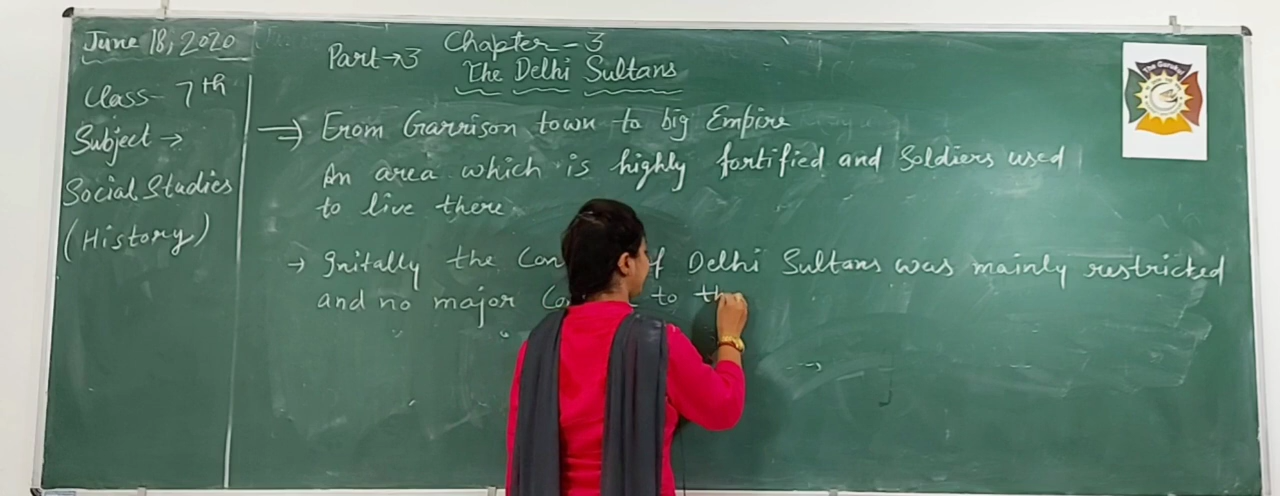 June 18, 2020
Class- 7th
Subject →
Social Studies
(History)
Chapter - 3
Part→3 The Delhi Sultans
→ From Garrison town to big Empire
An area which is highly fortified and Soldiers used
to live there
→ Initally the Delhi Sultans was mainly restricted
and no major to
The Gurukul